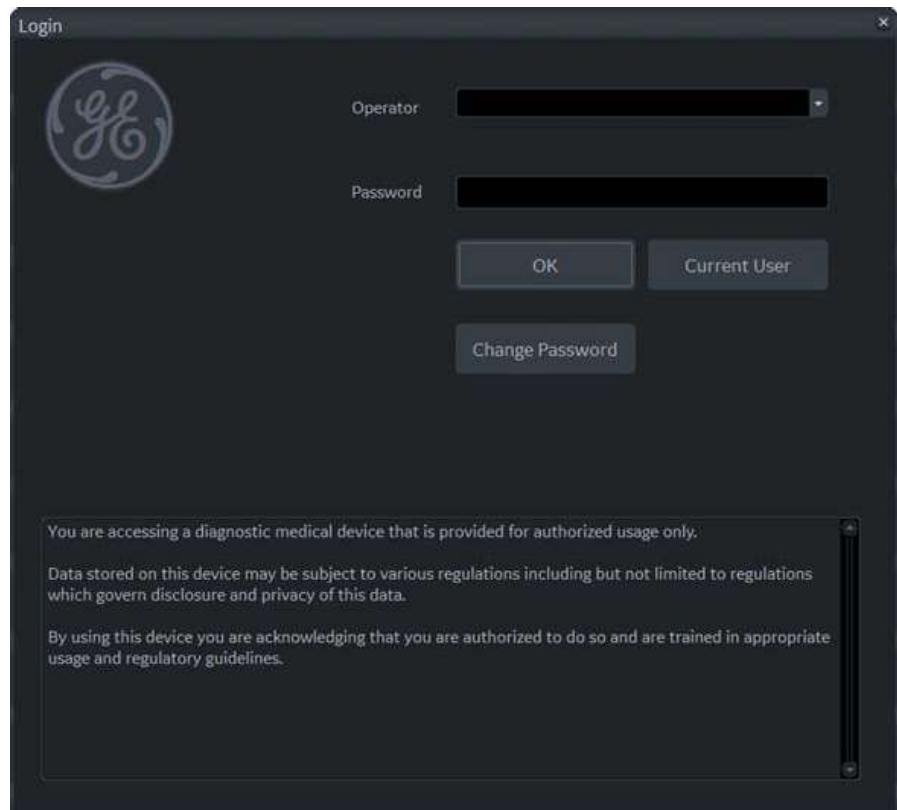 Login
GE
Operator
Password
OK
Current User
Change Password
You are accessing a diagnostic medical device that is provided for authorized usage only.
Data stored on this device may be subject to various regulations including but not limited to regulations
which govern disclosure and privacy of this data.
By using this device you are acknowledging that you are authorized to do so and are trained in appropriate
usage and regulatory guidelines.